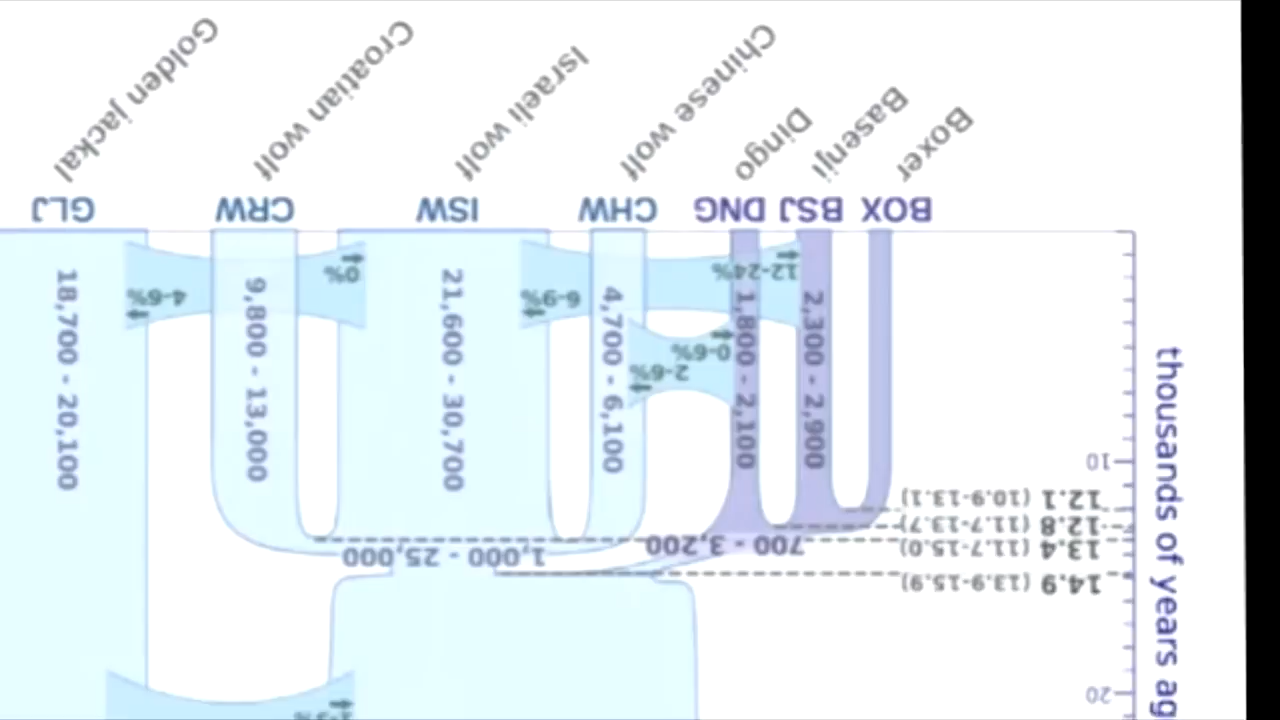 Golden jackal
Croatian wolf
Israeli wolf
Chinese wolf
Dingo
Basenji
Boxer
GLJ
CRW
ISW
CHW
DNG
BSJ
BOX
4-6%
0%
6-9%
12-24%
0-6%
2-6%
18,700 - 20,100
9,800 - 13,000
21,600 - 30,700
4,700 - 6,100
1,800 - 2,100
2,300 - 2,900
1,000 - 25,000
700 - 3,200
10
12.1 (10.9-13.1)
12.8 (11.7-13.7)
13.4 (11.7-15.0)
14.9 (13.9-15.9)
20
thousands of years ag